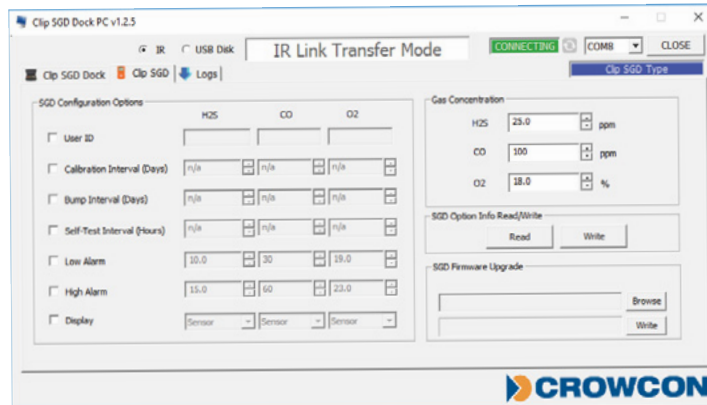 Clip SGD Dock PC v1.2.5
IR USB Disk IR Link Transfer Mode CONNECTING COM8 CLOSE
Clip SGD Dock Clip SGD Logs Clip SGD Type
SGD Configuration Options
H2S CO O2
User ID
Calibration Interval (Days) n/a n/a n/a
Bump Interval (Days) n/a n/a n/a
Self-Test Interval (Hours) n/a n/a n/a
Low Alarm 10.0 30 19.0
High Alarm 15.0 60 23.0
Display Sensor Sensor Sensor
Gas Concentration
H2S 25.0 ppm
CO 100 ppm
O2 18.0 %
SGD Option Info Read/Write
Read Write
SGD Firmware Upgrade
Browse
Write
CROWCON